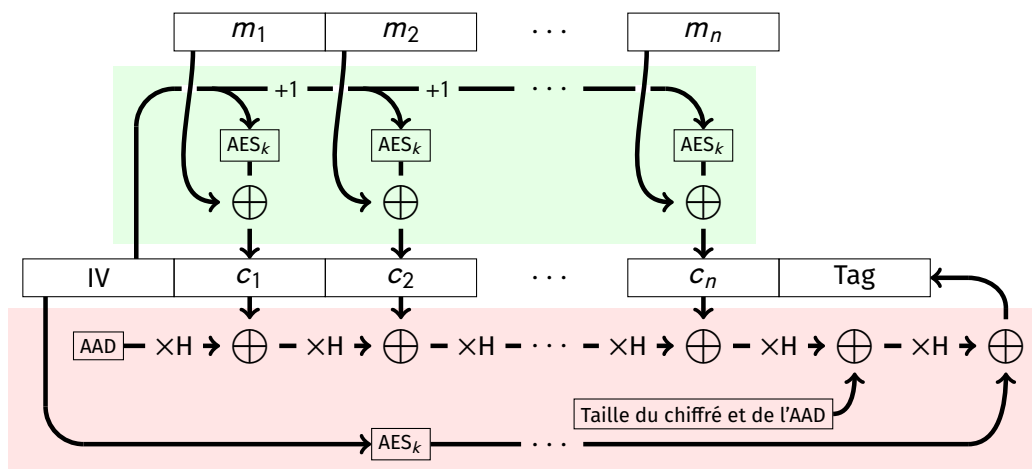 m₁ m₂ ··· mₙ
+1 +1 ···
AESₖ AESₖ AESₖ
IV c₁ c₂ ··· cₙ Tag
AAD ×H ×H ×H ··· ×H ×H ×H
Taille du chiffré et de l'AAD
AESₖ ···